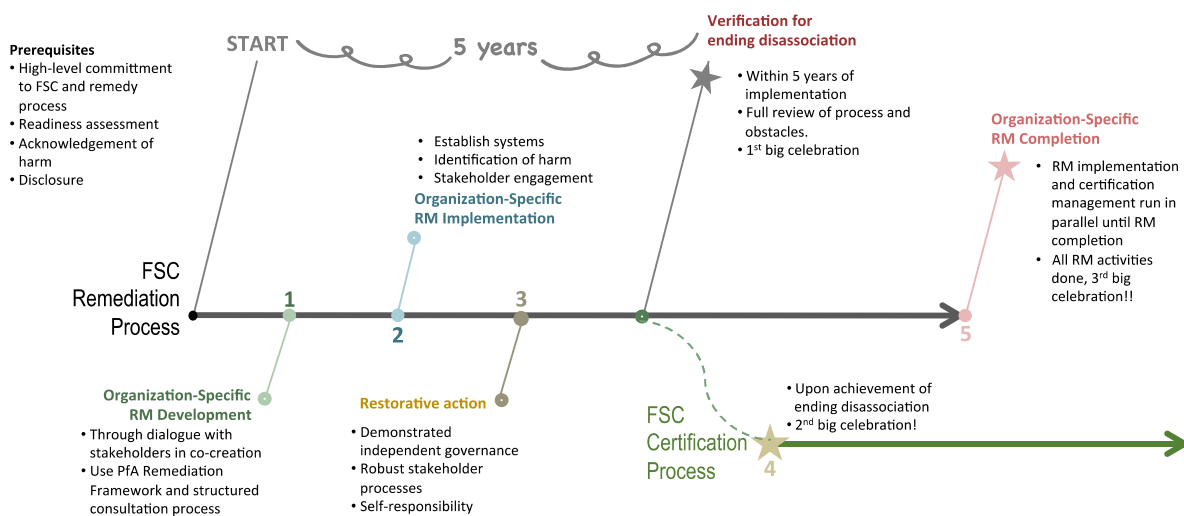 START
5 years
Verification for
ending disassociation
• Within 5 years of
implementation
• Full review of process and
obstacles.
• 1st big celebration
Prerequisites
• High-level committment
to FSC and remedy
process
• Readiness assessment
• Acknowledgement of
harm
• Disclosure
• Establish systems
• Identification of harm
• Stakeholder engagement
Organization-Specific
RM Implementation
Organization-Specific
RM Completion
• RM implementation
and certification
management run in
parallel until RM
completion
• All RM activities
done, 3rd big
celebration!!
FSC
Remediation
Process
1
2
3
5
Organization-Specific
RM Development
• Through dialogue with
stakeholders in co-creation
• Use PfA Remediation
Framework and structured
consultation process
Restorative action
• Demonstrated
independent governance
• Robust stakeholder
processes
• Self-responsibility
FSC
Certification
Process
4
• Upon achievement of
ending disassociation
• 2nd big celebration!